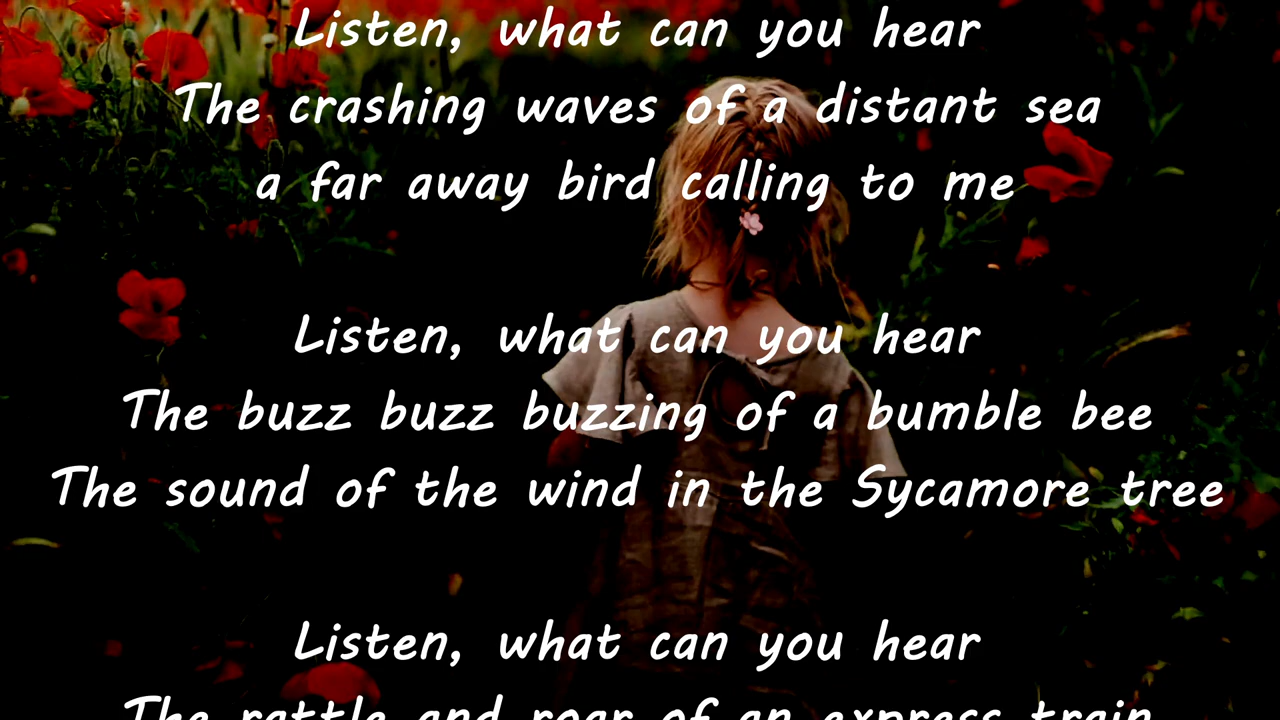 Listen, what can you hear
The crashing waves of a distant sea
a far away bird calling to me
Listen, what can you hear
The buzz buzz buzzing of a bumble bee
The sound of the wind in the Sycamore tree
Listen, what can you hear
The rattle and roar of an express train